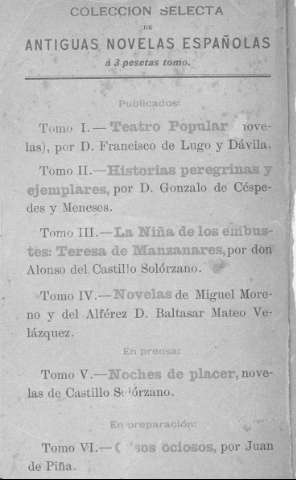 COLECCION SELECTA
DE
ANTIGUAS NOVELAS ESPAÑOLAS
á 3 pesetas tomo.
Publicados:
Tomo I.—Teatro Popular nove-
las), por D. Francisco de Lugo y Dávila.
Tomo II.—Historias peregrinas y
ejemplares, por D. Gonzalo de Céspe-
des y Meneses.
Tomo III.—La Niña de los embus-
tes: Teresa de Manzanares, por don
Alonso del Castillo Solórzano.
Tomo IV.—Novelas de Miguel More-
no y del Alférez D. Baltasar Mateo Ve-
lázquez.
En prensa:
Tomo V.—Noches de placer, nove-
las de Castillo Solórzano.
En preparación:
Tomo VI.— ociosos, por Juan
de Piña.